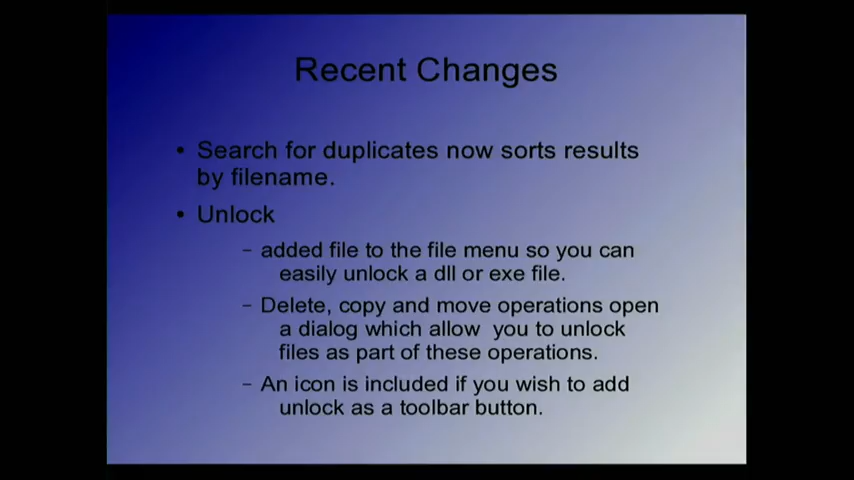 Recent Changes
• Search for duplicates now sorts results
by filename.
• Unlock
– added file to the file menu so you can
easily unlock a dll or exe file.
– Delete, copy and move operations open
a dialog which allow you to unlock
files as part of these operations.
– An icon is included if you wish to add
unlock as a toolbar button.